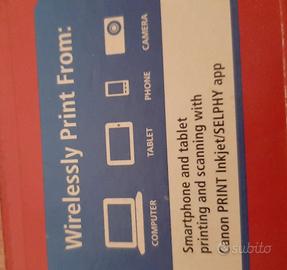 Wirelessly Print From:
COMPUTER
TABLET
PHONE
CAMERA
Smartphone and tablet
printing and scanning with
Canon PRINT Inkjet/SELPHY app
subito